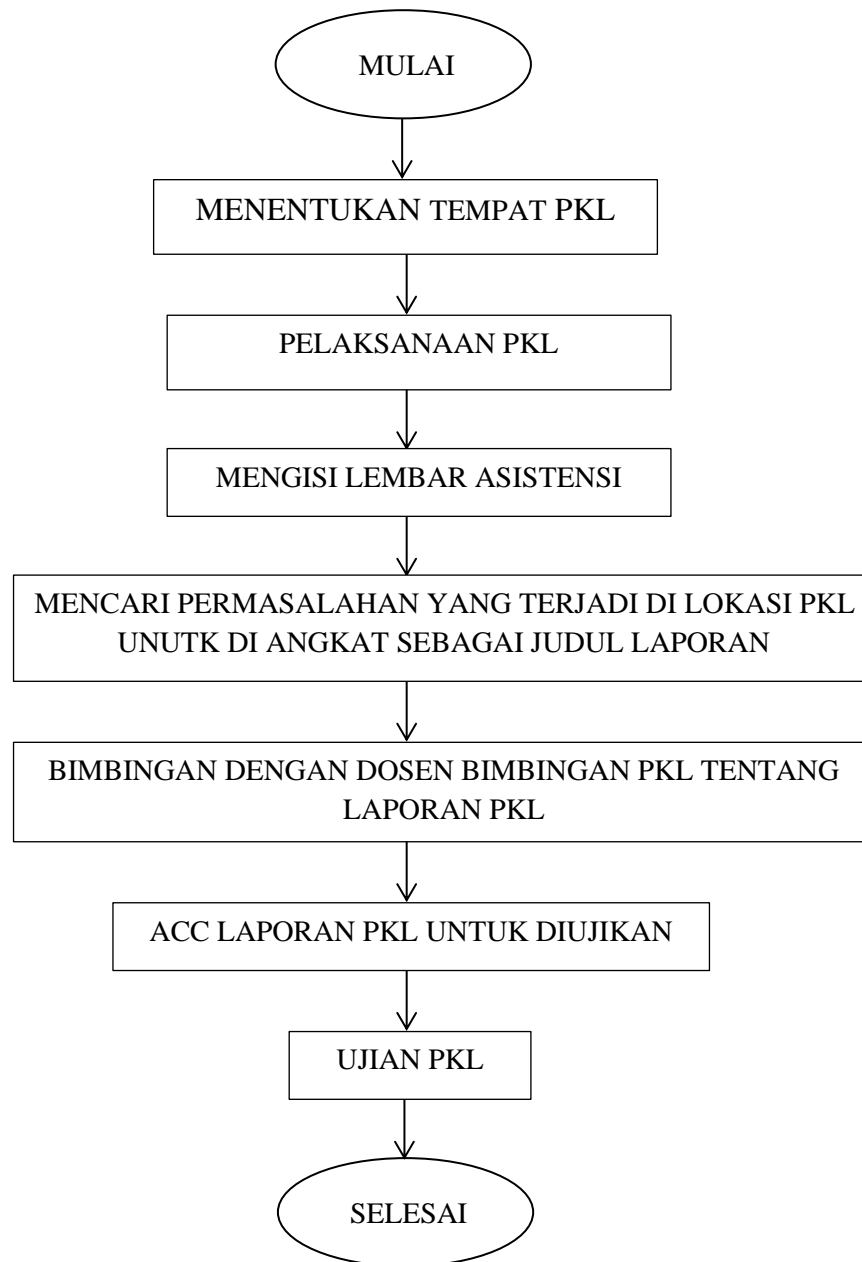 MULAI
MENENTUKAN TEMPAT PKL
PELAKSANAAN PKL
MENGISI LEMBAR ASISTENSI
MENCARI PERMASALAHAN YANG TERJADI DI LOKASI PKL
UNUTK DI ANGKAT SEBAGAI JUDUL LAPORAN
BIMBINGAN DENGAN DOSEN BIMBINGAN PKL TENTANG
LAPORAN PKL
ACC LAPORAN PKL UNTUK DIUJIKAN
UJIAN PKL
SELESAI